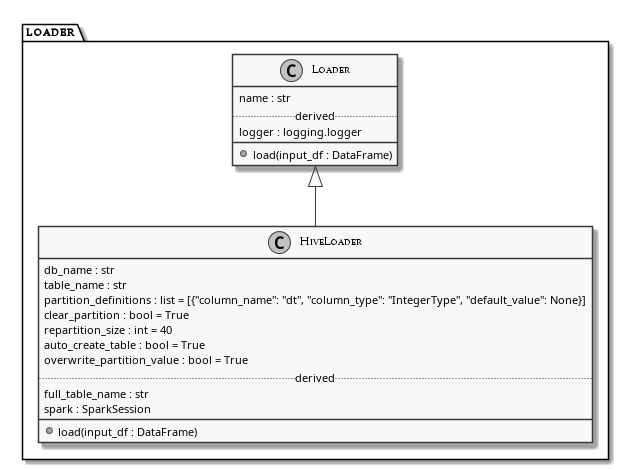 LOADER
C Loader
name : str
derived
logger : logging.logger
load(input_df : DataFrame)
C HiveLoader
db_name : str
table_name : str
partition_definitions : list = [{"column_name": "dt", "column_type": "IntegerType", "default_value": None}]
clear_partition : bool = True
repartition_size : int = 40
auto_create_table : bool = True
overwrite_partition_value : bool = True
derived
full_table_name : str
spark : SparkSession
load(input_df : DataFrame)